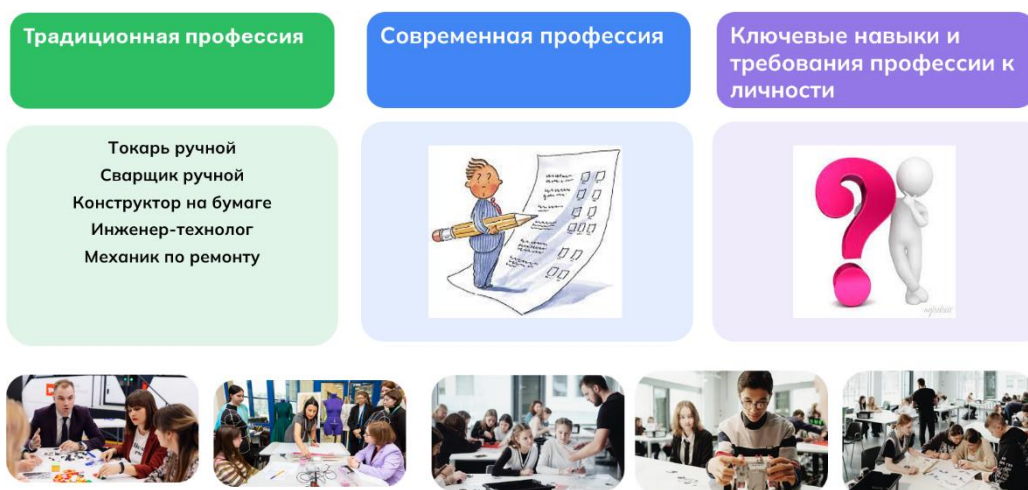 Традиционная профессия
Современная профессия
Ключевые навыки и
требования профессии к
личности
Токарь ручной
Сварщик ручной
Конструктор на бумаге
Инженер-технолог
Механик по ремонту